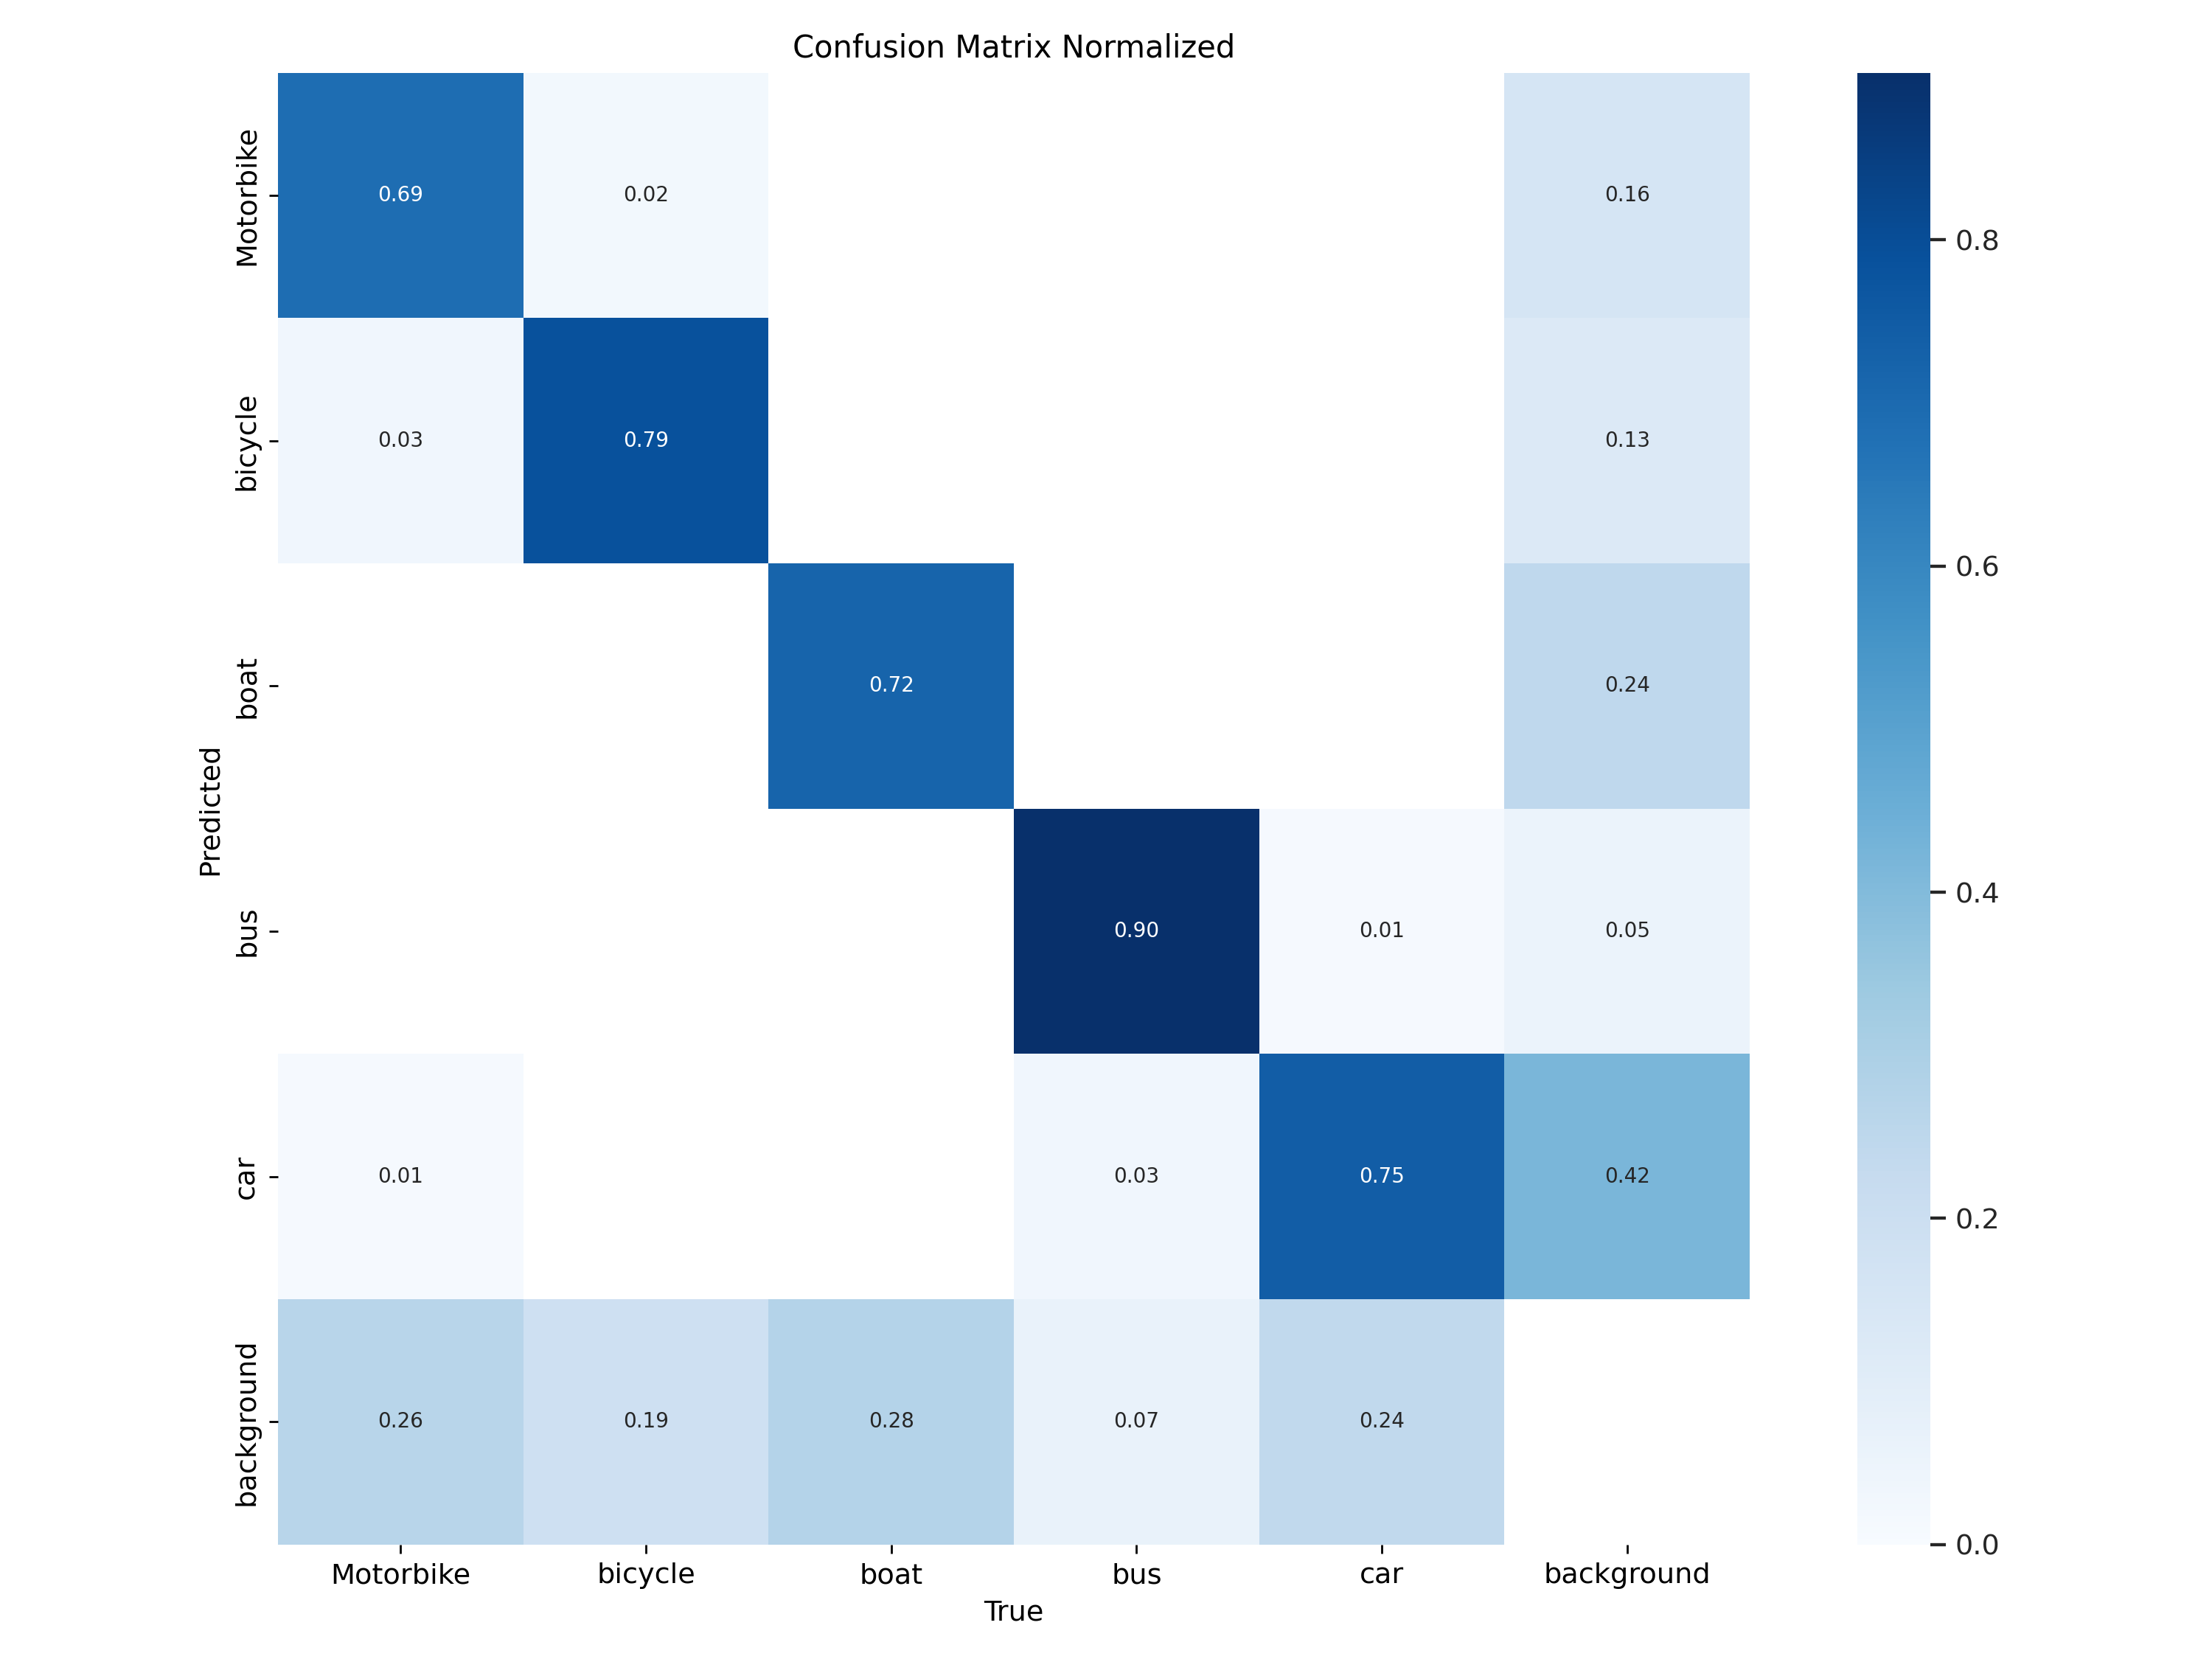 Confusion Matrix Normalized
Motorbike
0.69
0.02
0.16
0.8
bicycle
0.03
0.79
0.13
0.6
boat
0.72
0.24
Predicted
0.4
bus
0.90
0.01
0.05
car
0.01
0.03
0.75
0.42
0.2
background
0.26
0.19
0.28
0.07
0.24
0.0
Motorbike bicycle boat bus car background
True